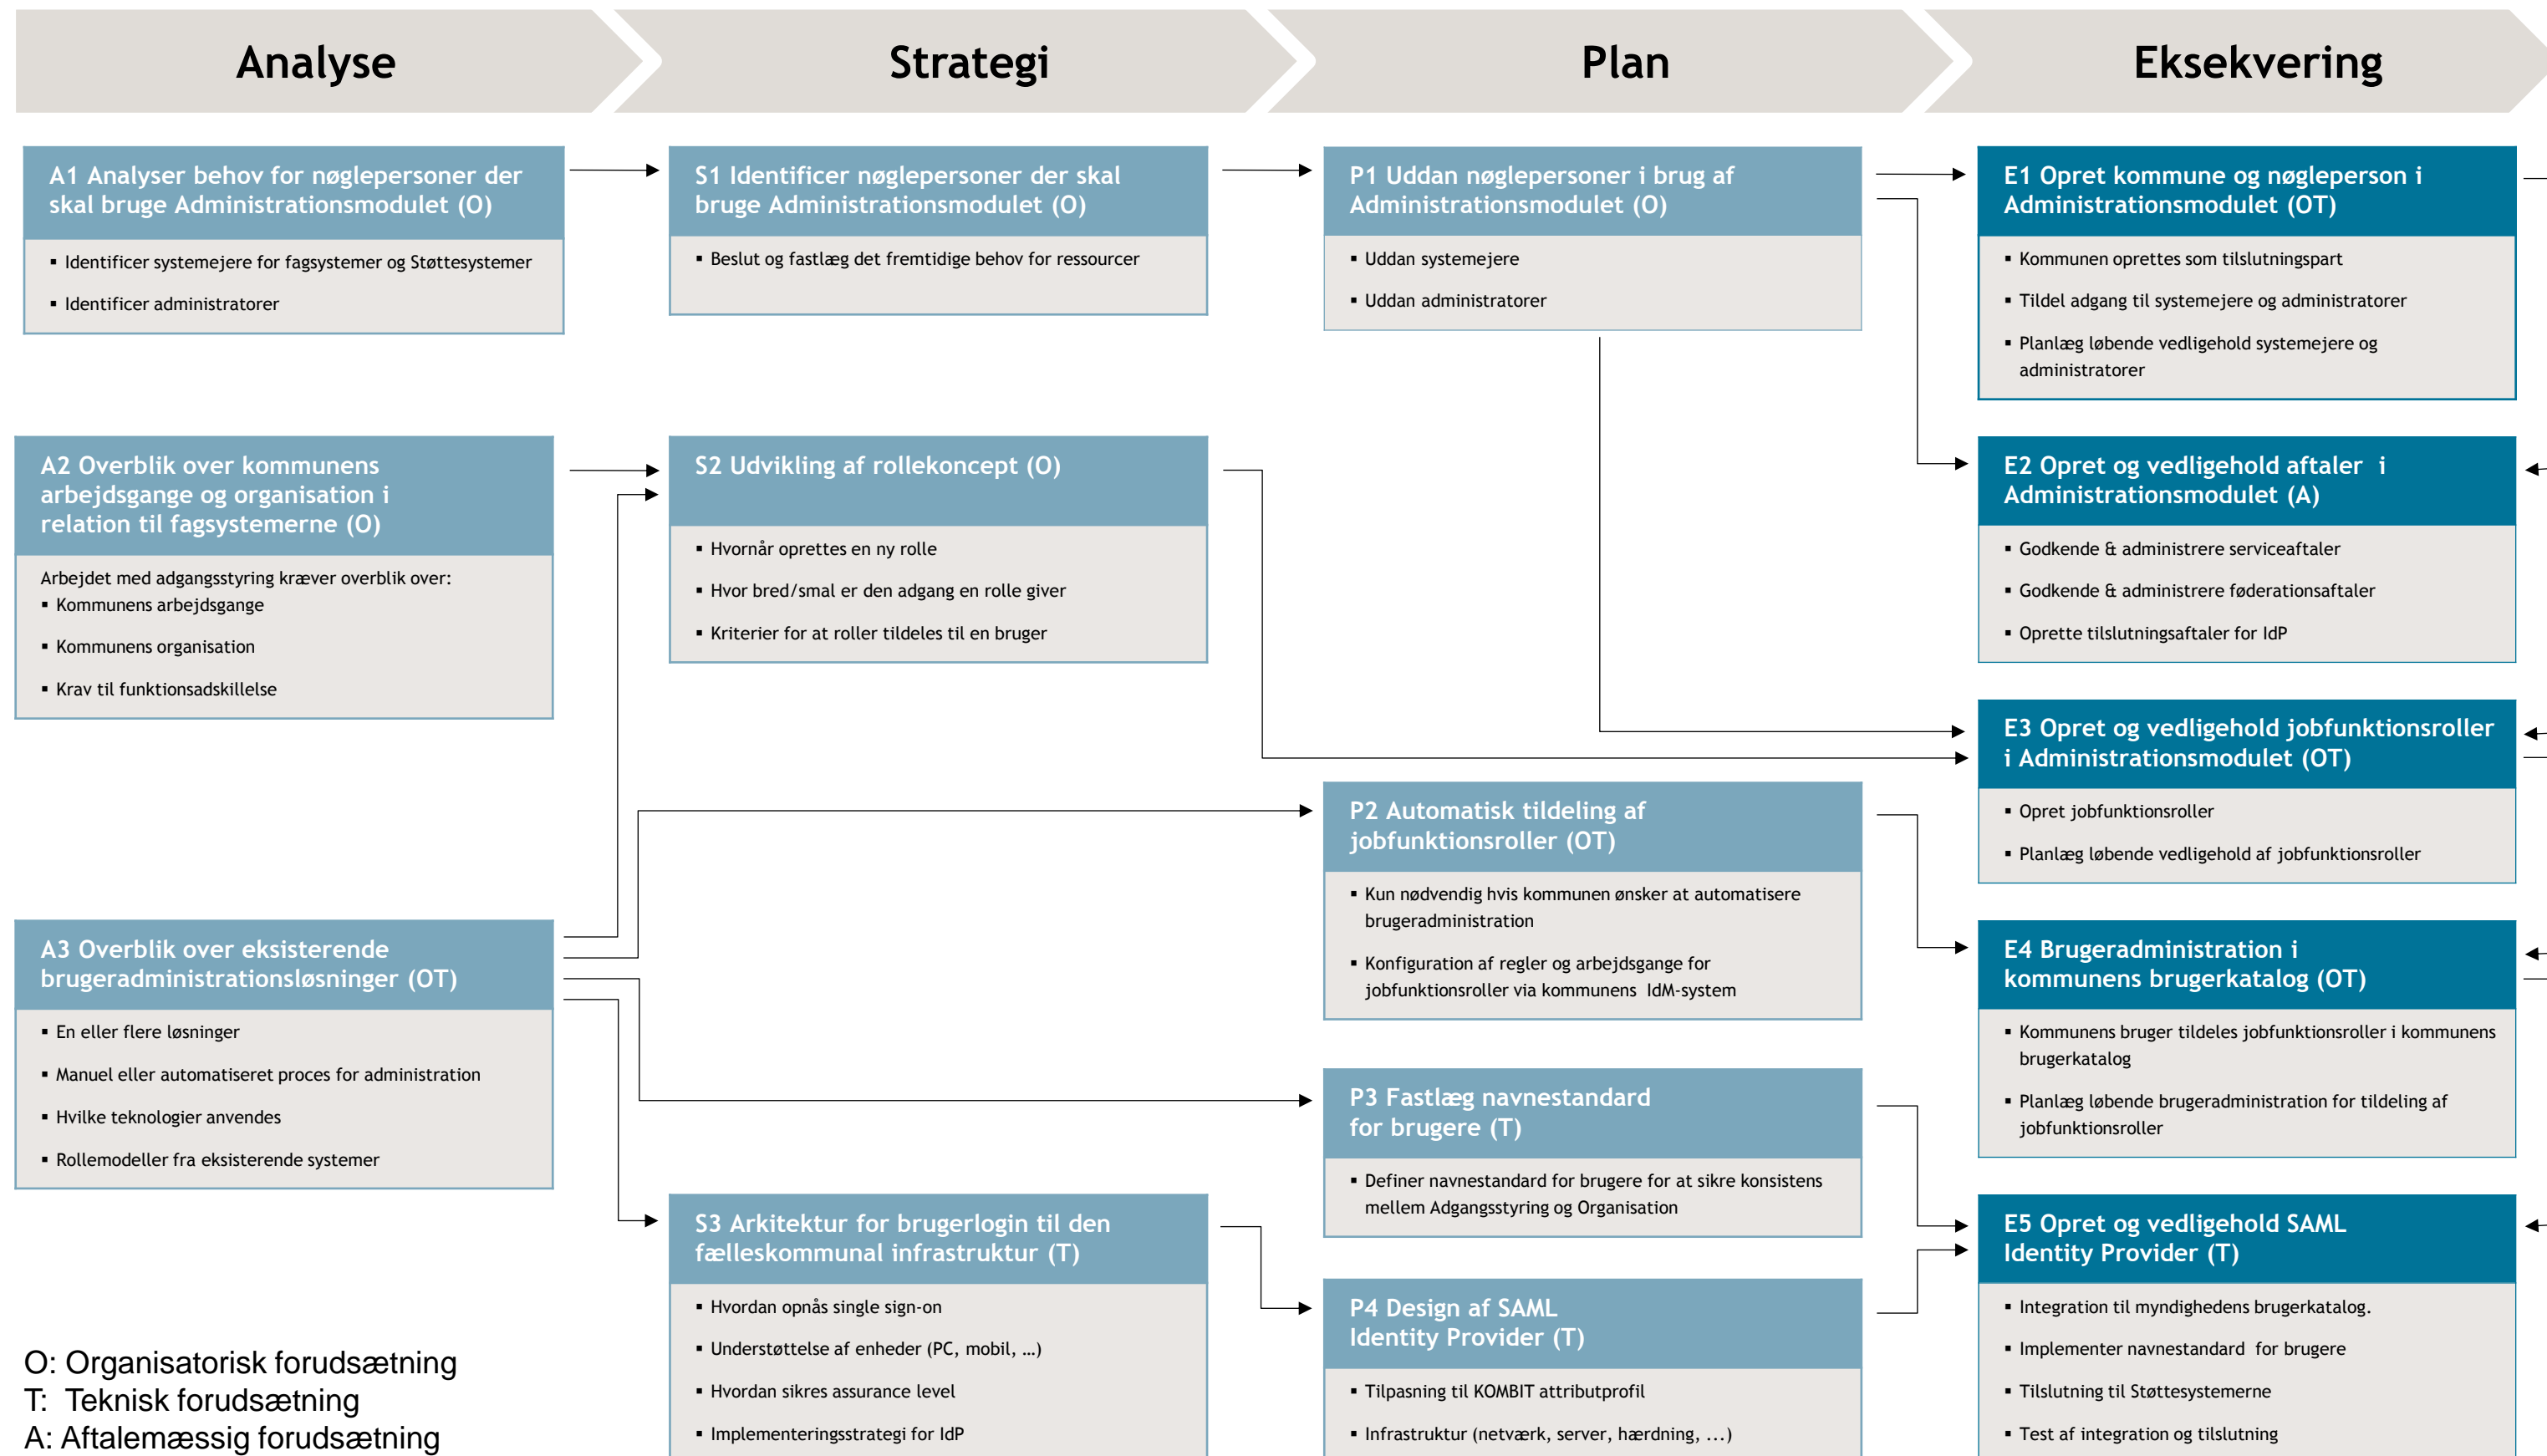 Analyse
Strategi
Plan
Eksekvering
A1 Analyser behov for nøglepersoner der
skal bruge Administrationsmodulet (O)
▪ Identificer systemejere for fagsystemer og Støttesystemer
▪ Identificer administratorer
S1 Identificer nøglepersoner der skal
bruge Administrationsmodulet (O)
▪ Beslut og fastlæg det fremtidige behov for ressourcer
P1 Uddan nøglepersoner i brug af
Administrationsmodulet (O)
▪ Uddan systemejere
▪ Uddan administratorer
E1 Opret kommune og nøgleperson i
Administrationsmodulet (OT)
▪ Kommunen oprettes som tilslutningspart
▪ Tildel adgang til systemejere og administratorer
▪ Planlæg løbende vedligehold systemejere og
administratorer
A2 Overblik over kommunens
arbejdsgange og organisation i
relation til fagsystemerne (O)
Arbejdet med adgangsstyring kræver overblik over:
▪ Kommunens arbejdsgange
▪ Kommunens organisation
▪ Krav til funktionsadskillelse
S2 Udvikling af rollekoncept (O)
▪ Hvornår oprettes en ny rolle
▪ Hvor bred/smal er den adgang en rolle giver
▪ Kriterier for at roller tildeles til en bruger
E2 Opret og vedligehold aftaler i
Administrationsmodulet (A)
▪ Godkende & administrere serviceaftaler
▪ Godkende & administrere føderationsaftaler
▪ Oprette tilslutningsaftaler for IdP
E3 Opret og vedligehold jobfunktionsroller
i Administrationsmodulet (OT)
▪ Opret jobfunktionsroller
▪ Planlæg løbende vedligehold af jobfunktionsroller
P2 Automatisk tildeling af
jobfunktionsroller (OT)
▪ Kun nødvendig hvis kommunen ønsker at automatisere
brugeradministration
▪ Konfiguration af regler og arbejdsgange for
jobfunktionsroller via kommunens IdM-system
A3 Overblik over eksisterende
brugeradministrationsløsninger (OT)
▪ En eller flere løsninger
▪ Manuel eller automatiseret proces for administration
▪ Hvilke teknologier anvendes
▪ Rollemodeller fra eksisterende systemer
E4 Brugeradministration i
kommunens brugerkatalog (OT)
▪ Kommunens bruger tildeles jobfunktionsroller i kommunens
brugerkatalog
▪ Planlæg løbende brugeradministration for tildeling af
jobfunktionsroller
P3 Fastlæg navnestandard
for brugere (T)
▪ Definer navnestandard for brugere for at sikre konsistens
mellem Adgangsstyring og Organisation
S3 Arkitektur for brugerlogin til den
fælleskommunal infrastruktur (T)
▪ Hvordan opnås single sign-on
▪ Understøttelse af enheder (PC, mobil, …)
▪ Hvordan sikres assurance level
▪ Implementeringsstrategi for IdP
P4 Design af SAML
Identity Provider (T)
▪ Tilpasning til KOMBIT attributprofil
▪ Infrastruktur (netværk, server, hærdning, ...)
E5 Opret og vedligehold SAML
Identity Provider (T)
▪ Integration til myndighedens brugerkatalog.
▪ Implementer navnestandard for brugere
▪ Tilslutning til Støttesystemerne
▪ Test af integration og tilslutning
O: Organisatorisk forudsætning
T: Teknisk forudsætning
A: Aftalemæssig forudsætning